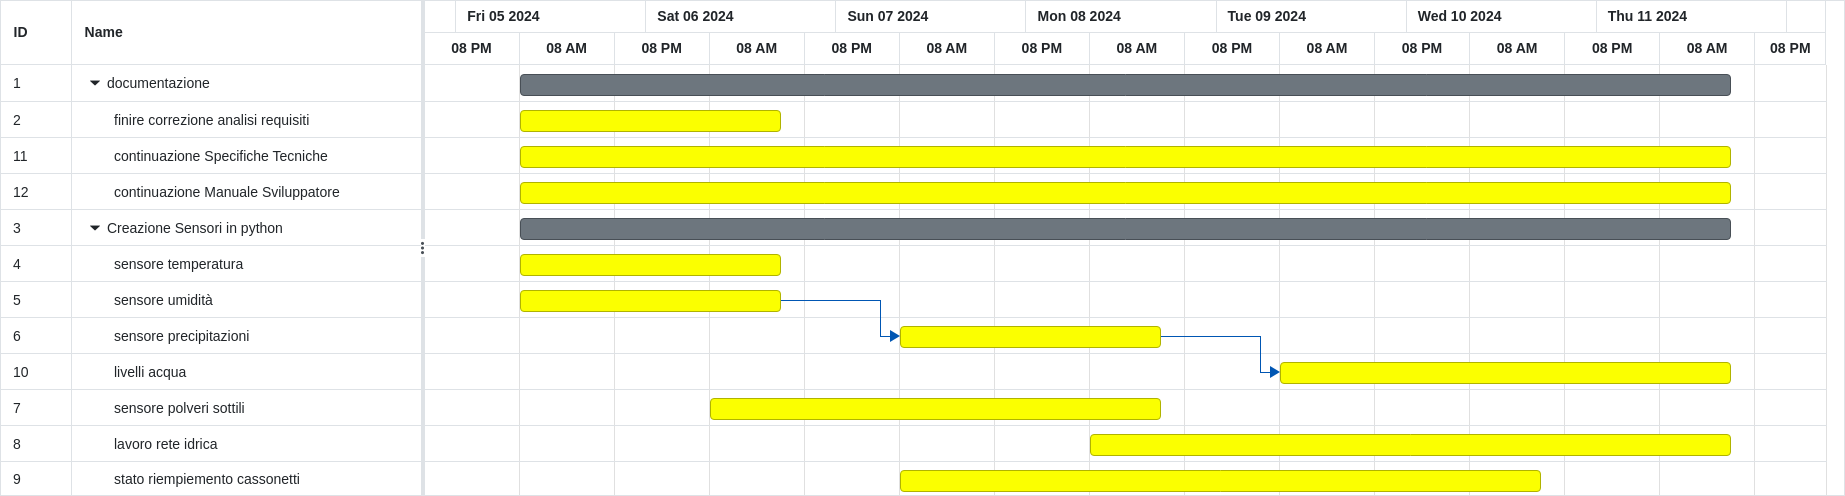 ID Name Fri 05 2024 Sat 06 2024 Sun 07 2024 Mon 08 2024 Tue 09 2024 Wed 10 2024 Thu 11 2024
08 PM 08 AM 08 PM 08 AM 08 PM 08 AM 08 PM 08 AM 08 PM 08 AM 08 PM 08 AM 08 PM 08 AM 08 PM
1 documentazione
2 finire correzione analisi requisiti
11 continuazione Specifiche Tecniche
12 continuazione Manuale Sviluppatore
3 Creazione Sensori in python
4 sensore temperatura
5 sensore umidità
6 sensore precipitazioni
10 livelli acqua
7 sensore polveri sottili
8 lavoro rete idrica
9 stato riempiemento cassonetti